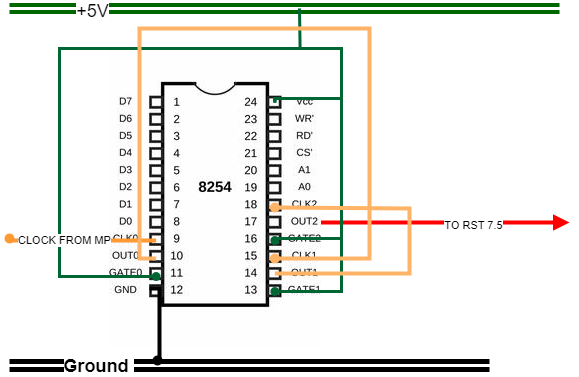 +5V
D7 1 24 Vcc
D6 2 23 WR'
D5 3 22 RD'
D4 4 21 CS'
D3 5 8254 20 A1
D2 6 19 A0
D1 7 18 CLK2
D0 8 17 OUT2 TO RST 7.5
CLOCK FROM MP CLK0 9 16 GATE2
OUT0 10 15 CLK1
GATE0 11 14 OUT1
GND 12 13 GATE1
Ground